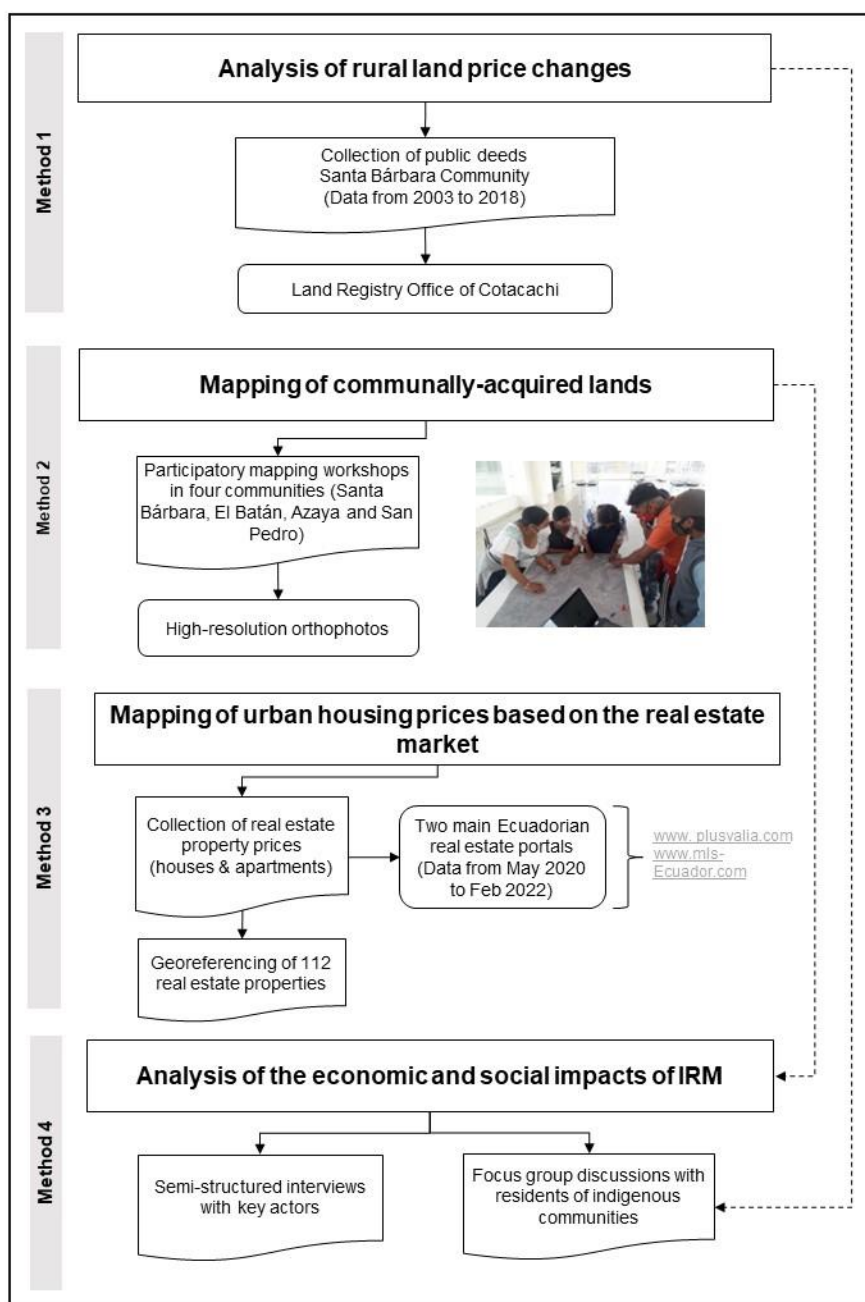 Method 1
Analysis of rural land price changes
Collection of public deeds
Santa Bárbara Community
(Data from 2003 to 2018)
Land Registry Office of Cotacachi
Method 2
Mapping of communally-acquired lands
Participatory mapping workshops
in four communities (Santa
Bárbara, El Batán, Azaya and San
Pedro)
High-resolution orthophotos
Method 3
Mapping of urban housing prices based on the real estate
market
Collection of real estate
property prices
(houses & apartments)
Two main Ecuadorian
real estate portals
(Data from May 2020
to Feb 2022)
www. plusvalia.com
www.mls-
Ecuador.com
Georeferencing of 112
real estate properties
Method 4
Analysis of the economic and social impacts of IRM
Semi-structured interviews
with key actors
Focus group discussions with
residents of indigenous
communities